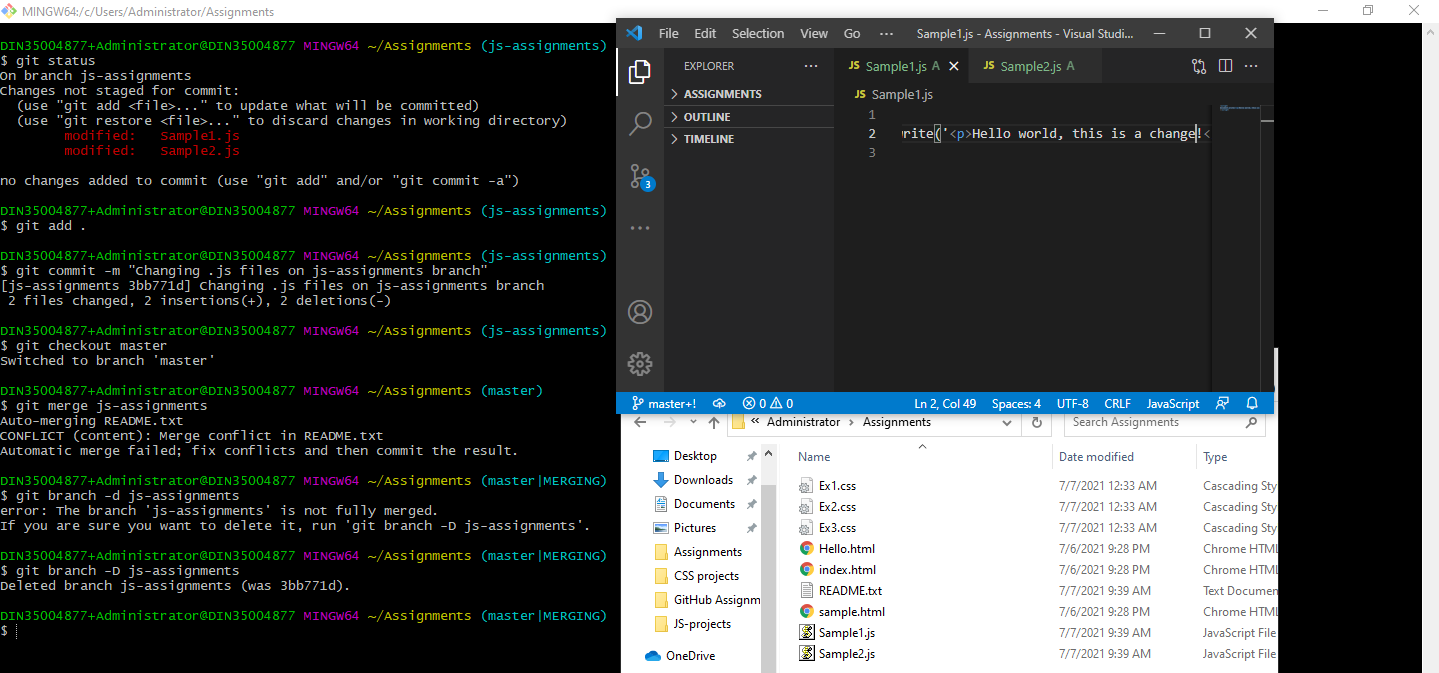 MINGW64:/c/Users/Administrator/Assignments
DIN35004877+Administrator@DIN35004877 MINGW64 ~/Assignments (js-assignments)
$ git status
On branch js-assignments
Changes not staged for commit:
  (use "git add <file>..." to update what will be committed)
  (use "git restore <file>..." to discard changes in working directory)
        modified:   Sample1.js
        modified:   Sample2.js
no changes added to commit (use "git add" and/or "git commit -a")
DIN35004877+Administrator@DIN35004877 MINGW64 ~/Assignments (js-assignments)
$ git add .
DIN35004877+Administrator@DIN35004877 MINGW64 ~/Assignments (js-assignments)
$ git commit -m "Changing .js files on js-assignments branch"
[js-assignments 3bb771d] Changing .js files on js-assignments branch
 2 files changed, 2 insertions(+), 2 deletions(-)
DIN35004877+Administrator@DIN35004877 MINGW64 ~/Assignments (js-assignments)
$ git checkout master
Switched to branch 'master'
DIN35004877+Administrator@DIN35004877 MINGW64 ~/Assignments (master)
$ git merge js-assignments
Auto-merging README.txt
CONFLICT (content): Merge conflict in README.txt
Automatic merge failed; fix conflicts and then commit the result.
DIN35004877+Administrator@DIN35004877 MINGW64 ~/Assignments (master|MERGING)
$ git branch -d js-assignments
error: The branch 'js-assignments' is not fully merged.
If you are sure you want to delete it, run 'git branch -D js-assignments'.
DIN35004877+Administrator@DIN35004877 MINGW64 ~/Assignments (master|MERGING)
$ git branch -D js-assignments
Deleted branch js-assignments (was 3bb771d).
DIN35004877+Administrator@DIN35004877 MINGW64 ~/Assignments (master|MERGING)
$
File Edit Selection View Go ··· Sample1.js - Assignments - Visual Studi...
EXPLORER ···
JS Sample1.js A
JS Sample2.js A
ASSIGNMENTS
OUTLINE
TIMELINE
3
JS Sample1.js
1
2 write('<p>Hello world, this is a change!<
3
master+! 0 0 Ln 2, Col 49 Spaces: 4 UTF-8 CRLF JavaScript
« Administrator > Assignments
Search Assignments
Desktop
Downloads
Documents
Pictures
Assignments
CSS projects
GitHub Assignm
JS-projects
OneDrive
Name Date modified Type
Ex1.css 7/7/2021 12:33 AM Cascading Sty
Ex2.css 7/7/2021 12:33 AM Cascading Sty
Ex3.css 7/7/2021 12:33 AM Cascading Sty
Hello.html 7/6/2021 9:28 PM Chrome HTML
index.html 7/6/2021 9:28 PM Chrome HTML
README.txt 7/7/2021 9:39 AM Text Documen
sample.html 7/6/2021 9:28 PM Chrome HTML
Sample1.js 7/7/2021 9:39 AM JavaScript File
Sample2.js 7/7/2021 9:39 AM JavaScript File